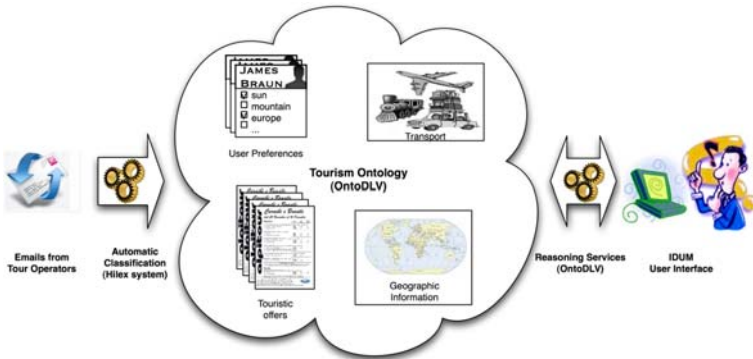 JAMES
BRAUN
sun
mountain
europe
...
User Preferences
Transport
Tourism Ontology
(OntoDLV)
Touristic
offers
Geographic
Information
Emails from
Tour Operators
Automatic
Classification
(Hilex system)
Reasoning Services
(OntoDLV)
IDUM
User Interface